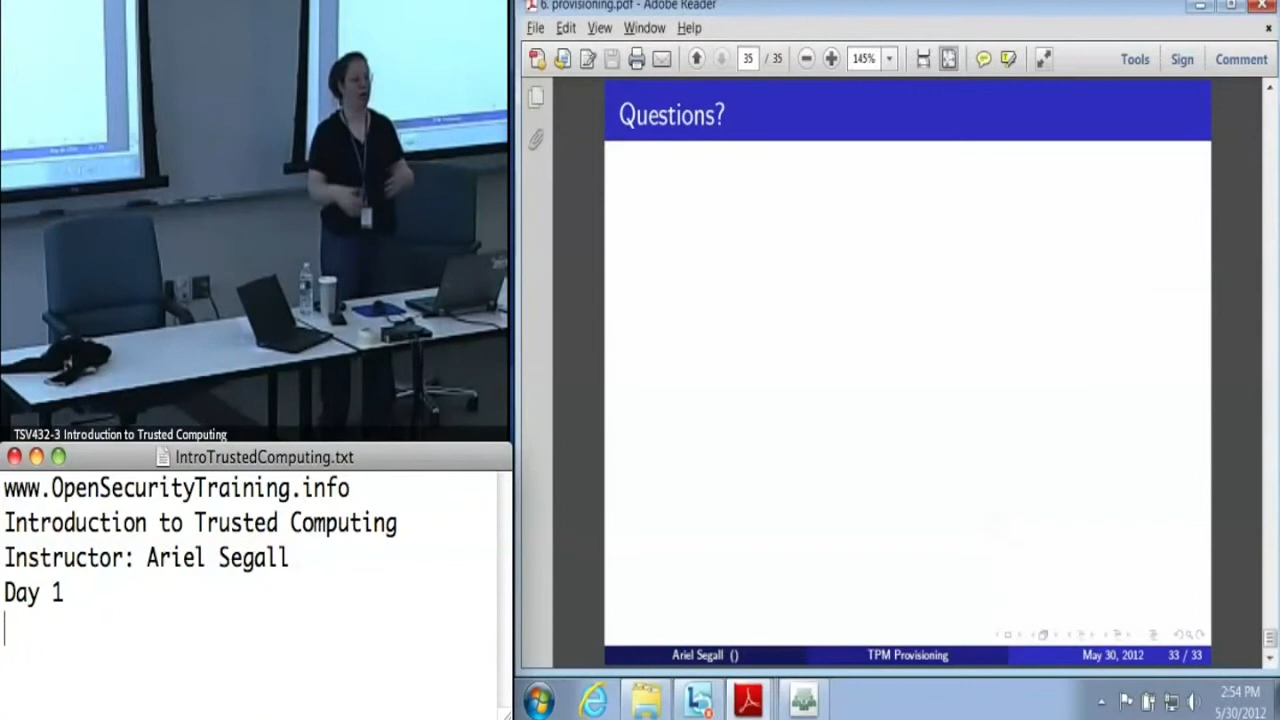 6. provisioning.pdf - Adobe Reader
File Edit View Window Help
35 / 35
145%
Tools Sign Comment
Questions?
TSV432-3 Introduction to Trusted Computing
IntroTrustedComputing.txt
www.OpenSecurityTraining.info
Introduction to Trusted Computing
Instructor: Ariel Segall
Day 1
Ariel Segall () TPM Provisioning May 30, 2012 33 / 33
2:54 PM
5/30/2012